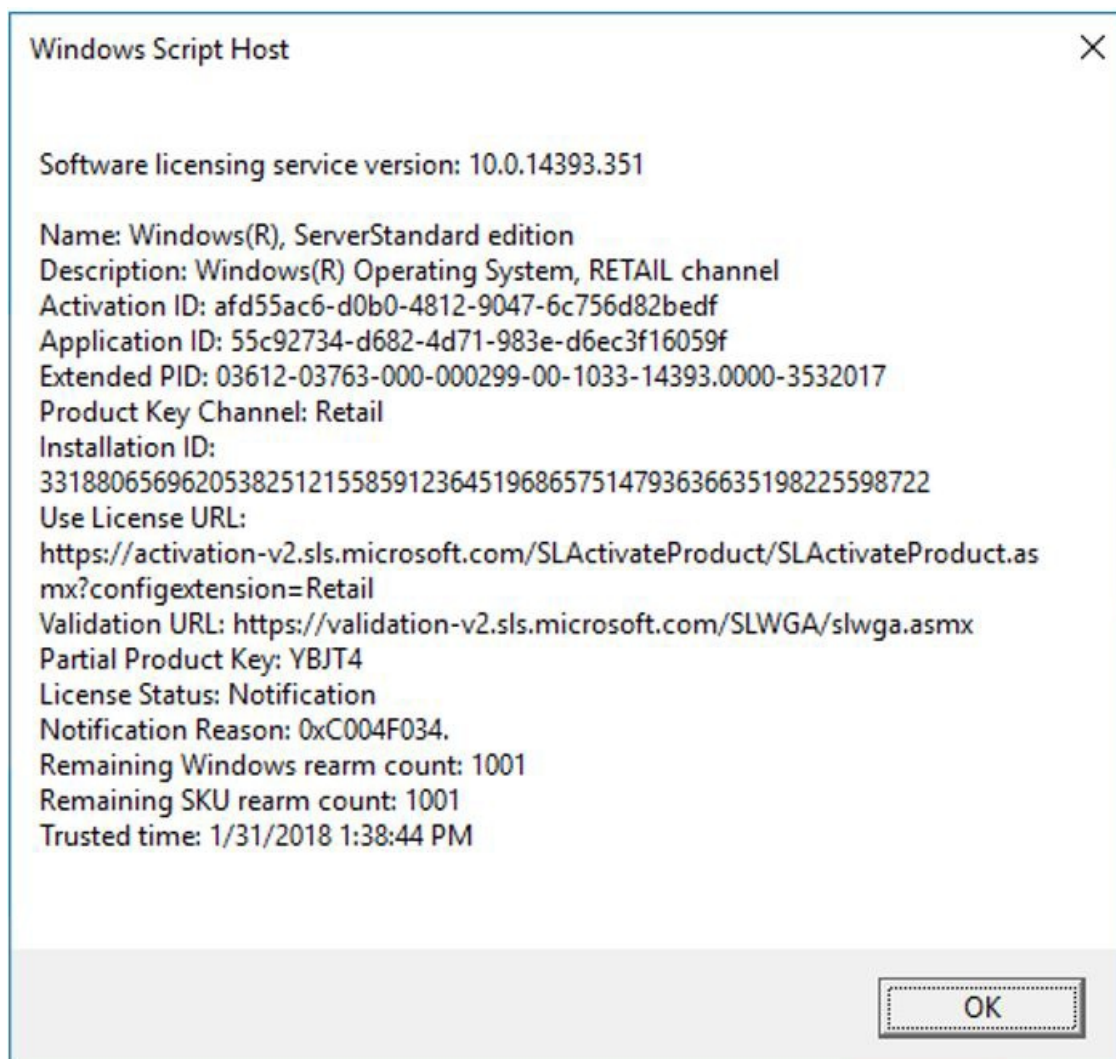 Windows Script Host
Software licensing service version: 10.0.14393.351
Name: Windows(R), ServerStandard edition
Description: Windows(R) Operating System, RETAIL channel
Activation ID: afd55ac6-d0b0-4812-9047-6c756d82bedf
Application ID: 55c92734-d682-4d71-983e-d6ec3f16059f
Extended PID: 03612-03763-000-000299-00-1033-14393.0000-3532017
Product Key Channel: Retail
Installation ID:
331880656962053825121558591236451968657514793636635198225598722
Use License URL:
https://activation-v2.sls.microsoft.com/SLActivateProduct/SLActivateProduct.as
mx?configextension=Retail
Validation URL: https://validation-v2.sls.microsoft.com/SLWGA/slwga.asmx
Partial Product Key: YBJT4
License Status: Notification
Notification Reason: 0xC004F034.
Remaining Windows rearm count: 1001
Remaining SKU rearm count: 1001
Trusted time: 1/31/2018 1:38:44 PM
OK